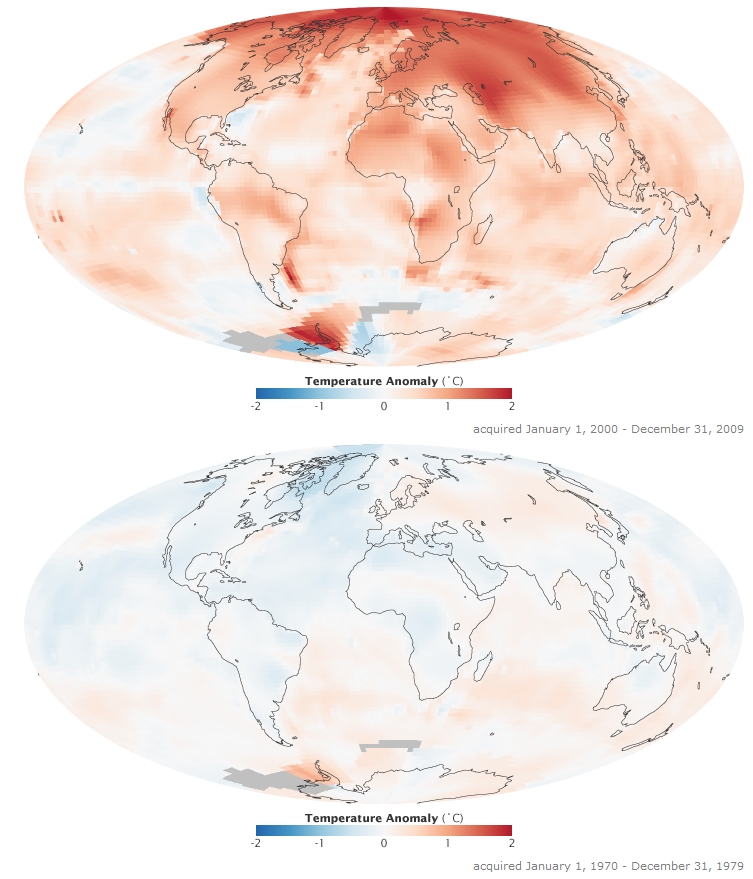 Temperature Anomaly (˚C)
-2 -1 0 1 2
acquired January 1, 2000 - December 31, 2009
Temperature Anomaly (˚C)
-2 -1 0 1 2
acquired January 1, 1970 - December 31, 1979